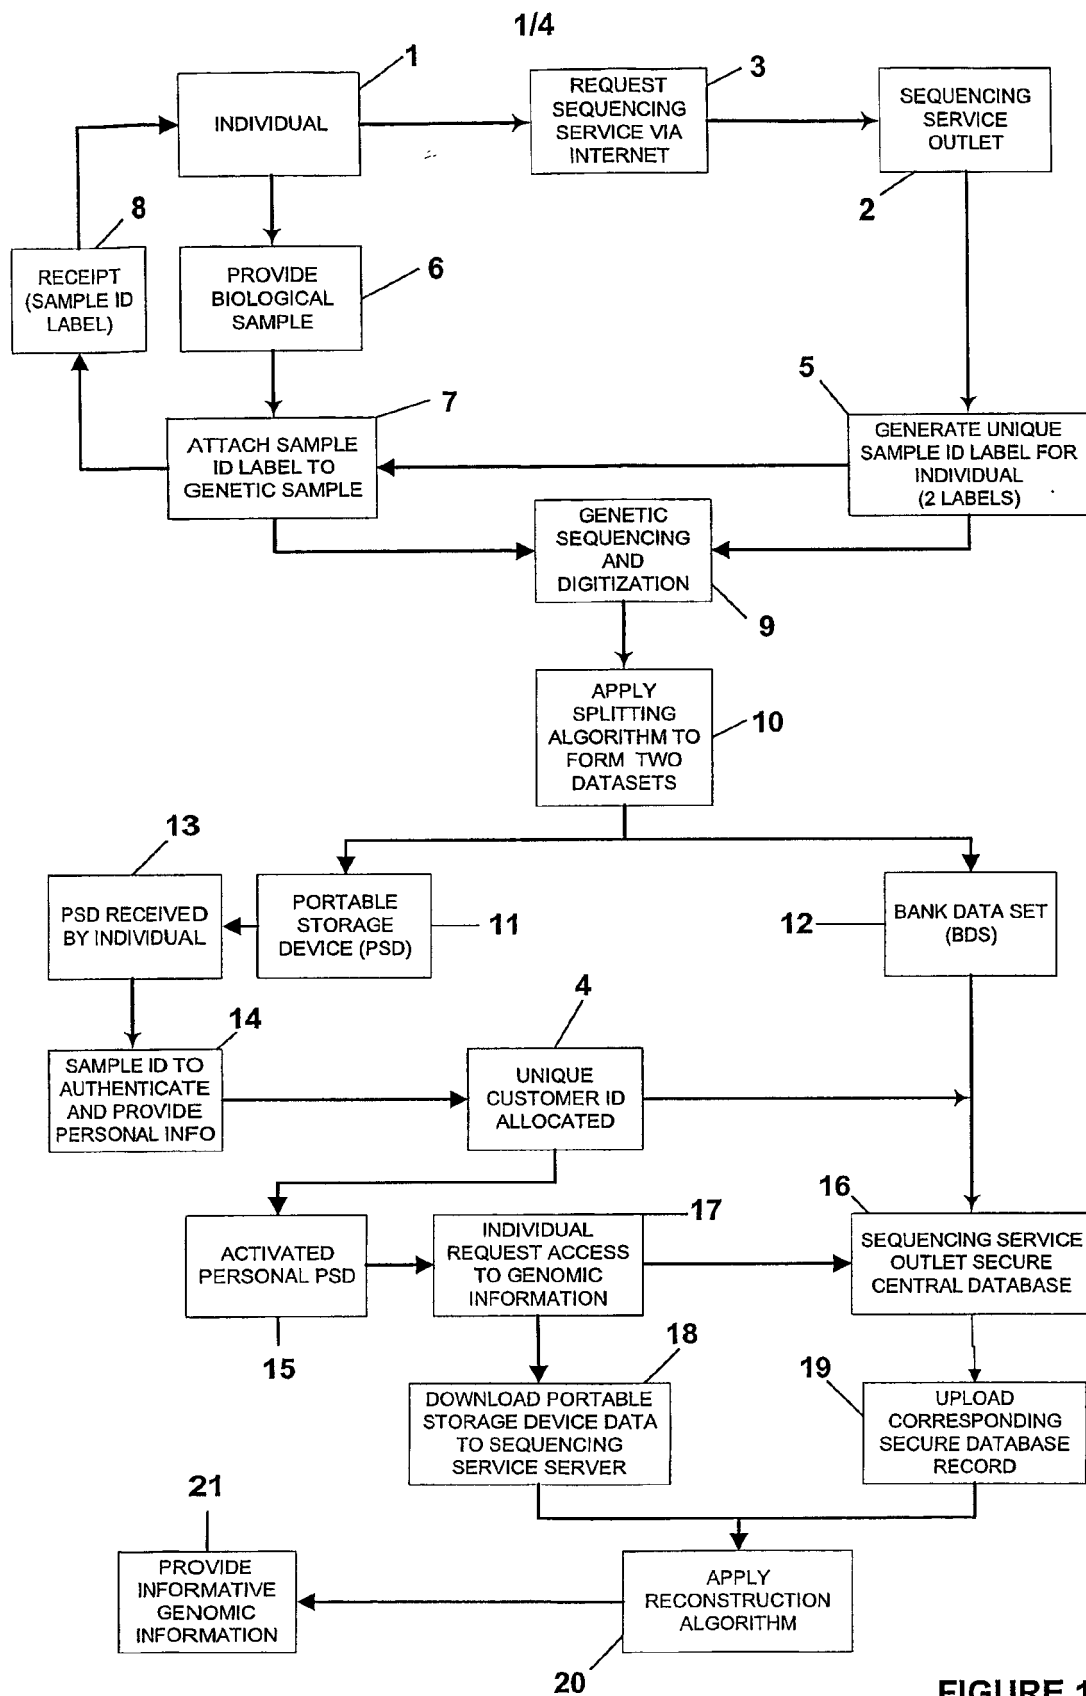 1/4
1
INDIVIDUAL
3
REQUEST
SEQUENCING
SERVICE VIA
INTERNET
SEQUENCING
SERVICE
OUTLET
2
8
RECEIPT
(SAMPLE ID
LABEL)
6
PROVIDE
BIOLOGICAL
SAMPLE
7
ATTACH SAMPLE
ID LABEL TO
GENETIC SAMPLE
5
GENERATE UNIQUE
SAMPLE ID LABEL FOR
INDIVIDUAL
(2 LABELS)
GENETIC
SEQUENCING
AND
DIGITIZATION
9
APPLY
SPLITTING
ALGORITHM TO
FORM TWO
DATASETS
10
13
PSD RECEIVED
BY INDIVIDUAL
PORTABLE
STORAGE
DEVICE (PSD)
11
12
BANK DATA SET
(BDS)
14
SAMPLE ID TO
AUTHENTICATE
AND PROVIDE
PERSONAL INFO
4
UNIQUE
CUSTOMER ID
ALLOCATED
ACTIVATED
PERSONAL PSD
15
17
INDIVIDUAL
REQUEST ACCESS
TO GENOMIC
INFORMATION
16
SEQUENCING SERVICE
OUTLET SECURE
CENTRAL DATABASE
18
DOWNLOAD PORTABLE
STORAGE DEVICE DATA
TO SEQUENCING
SERVICE SERVER
19
UPLOAD
CORRESPONDING
SECURE DATABASE
RECORD
21
PROVIDE
INFORMATIVE
GENOMIC
INFORMATION
APPLY
RECONSTRUCTION
ALGORITHM
20
FIGURE 1